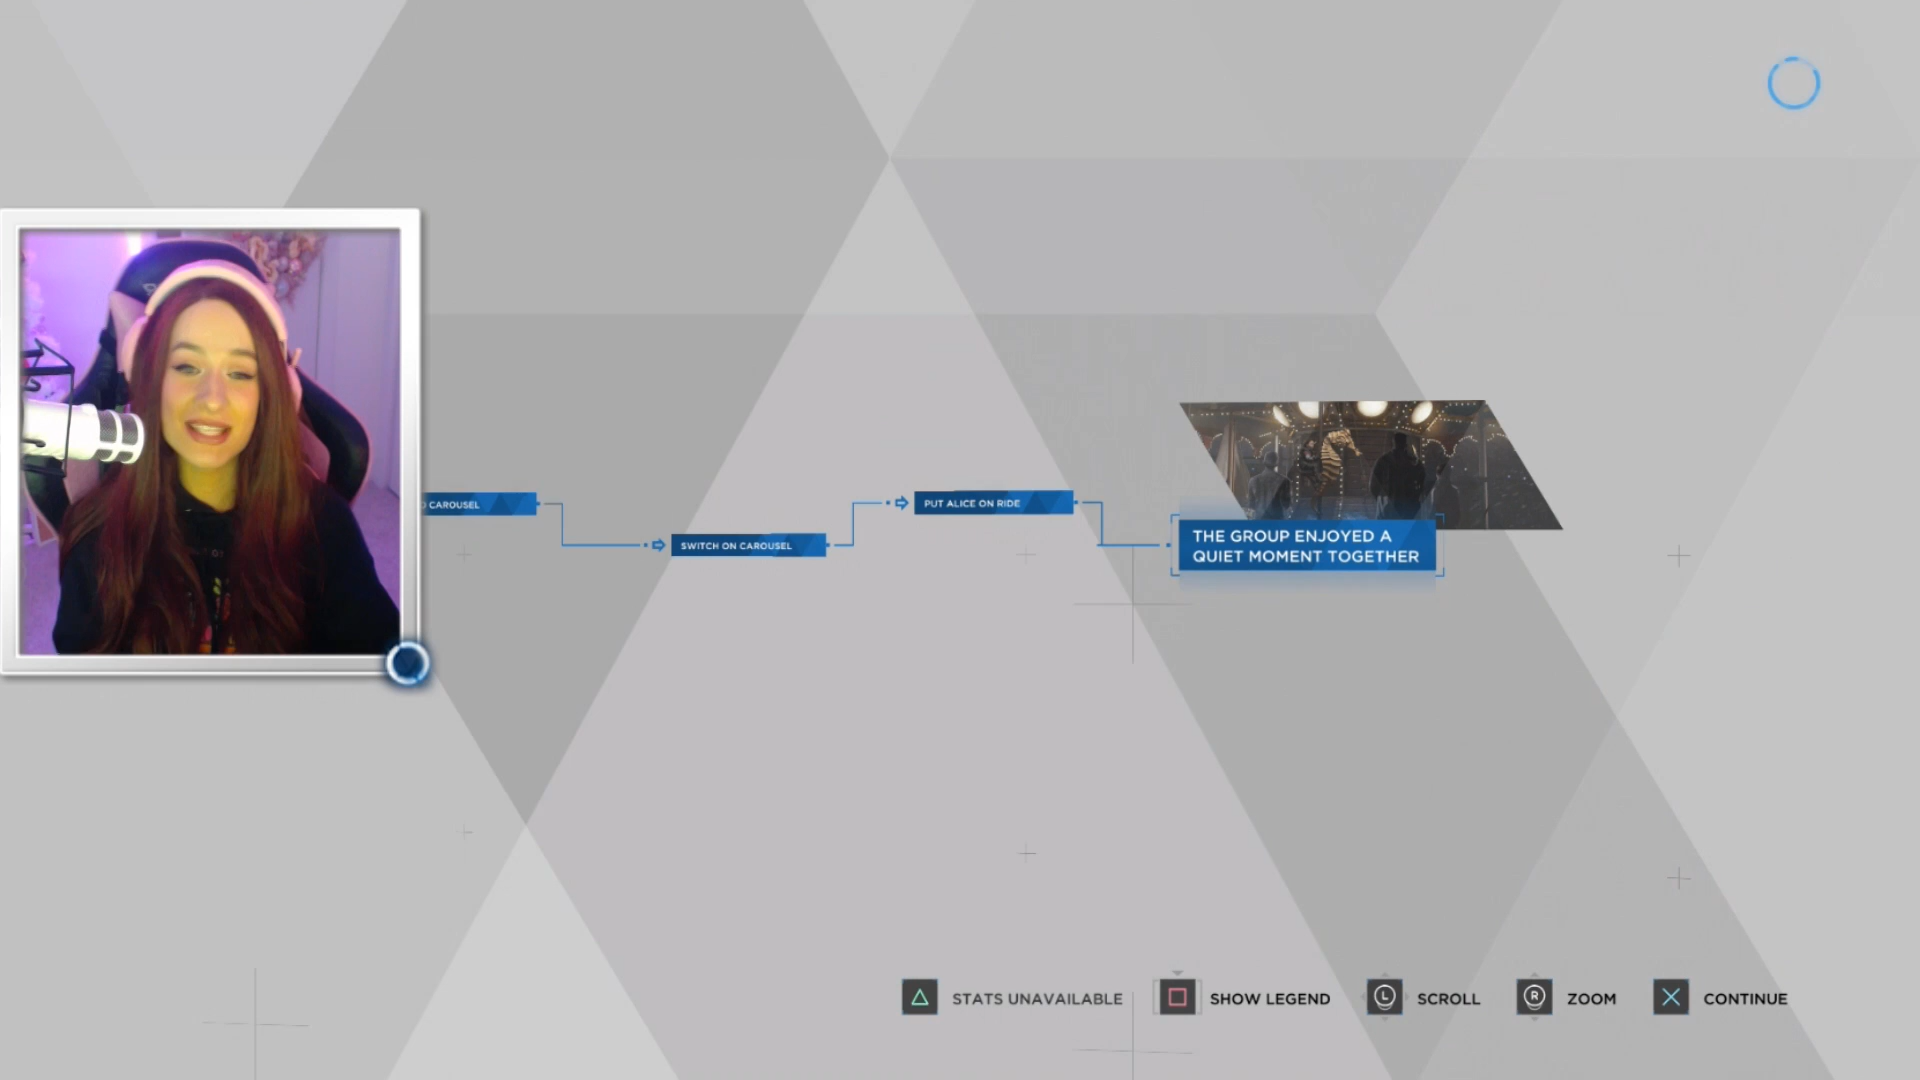 CAROUSEL
SWITCH ON CAROUSEL
PUT ALICE ON RIDE
THE GROUP ENJOYED A
QUIET MOMENT TOGETHER
STATS UNAVAILABLE
SHOW LEGEND
L
SCROLL
R
ZOOM
CONTINUE